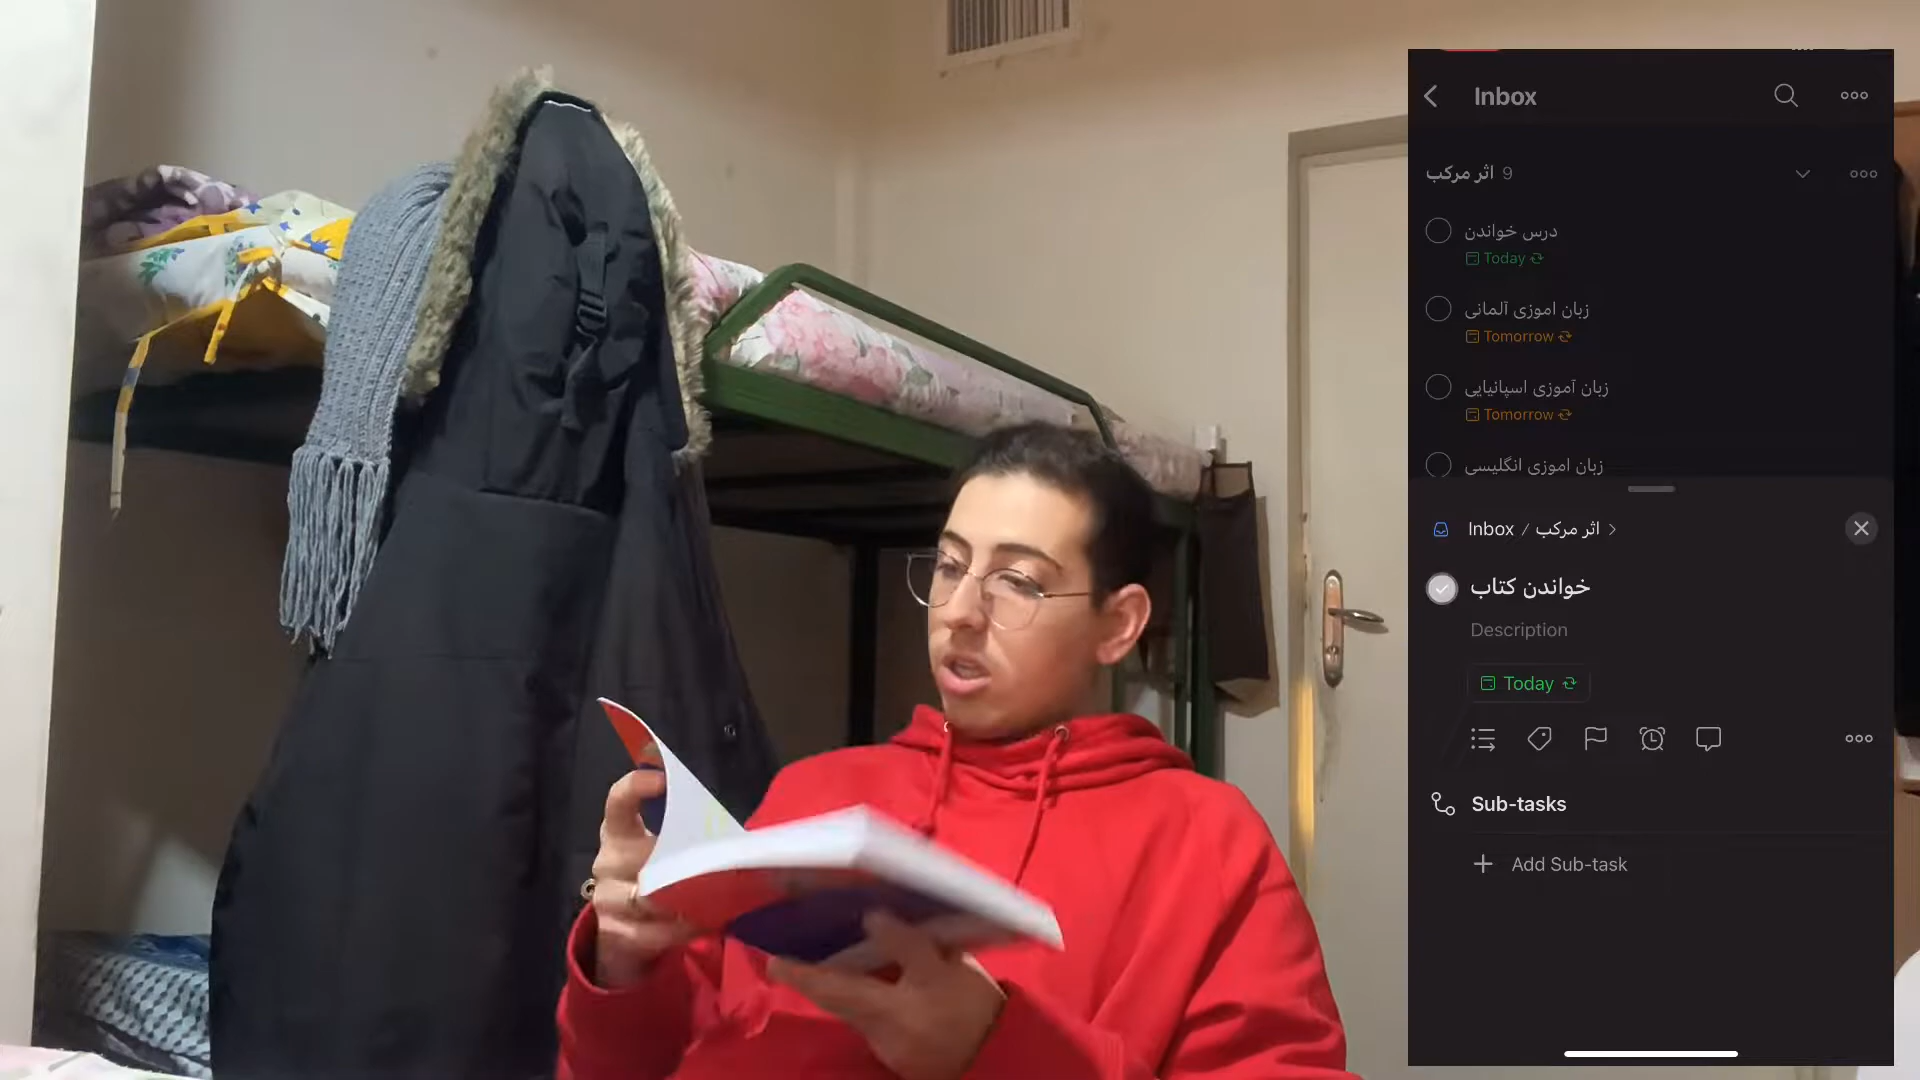 Inbox
اثر مرکب 9
درس خواندن
Today
زبان اموزی آلمانی
Tomorrow
زبان آموزی اسپانیایی
Tomorrow
زبان اموزی انگلیسی
Inbox / اثر مرکب
خواندن کتاب
Description
Today
Sub-tasks
Add Sub-task